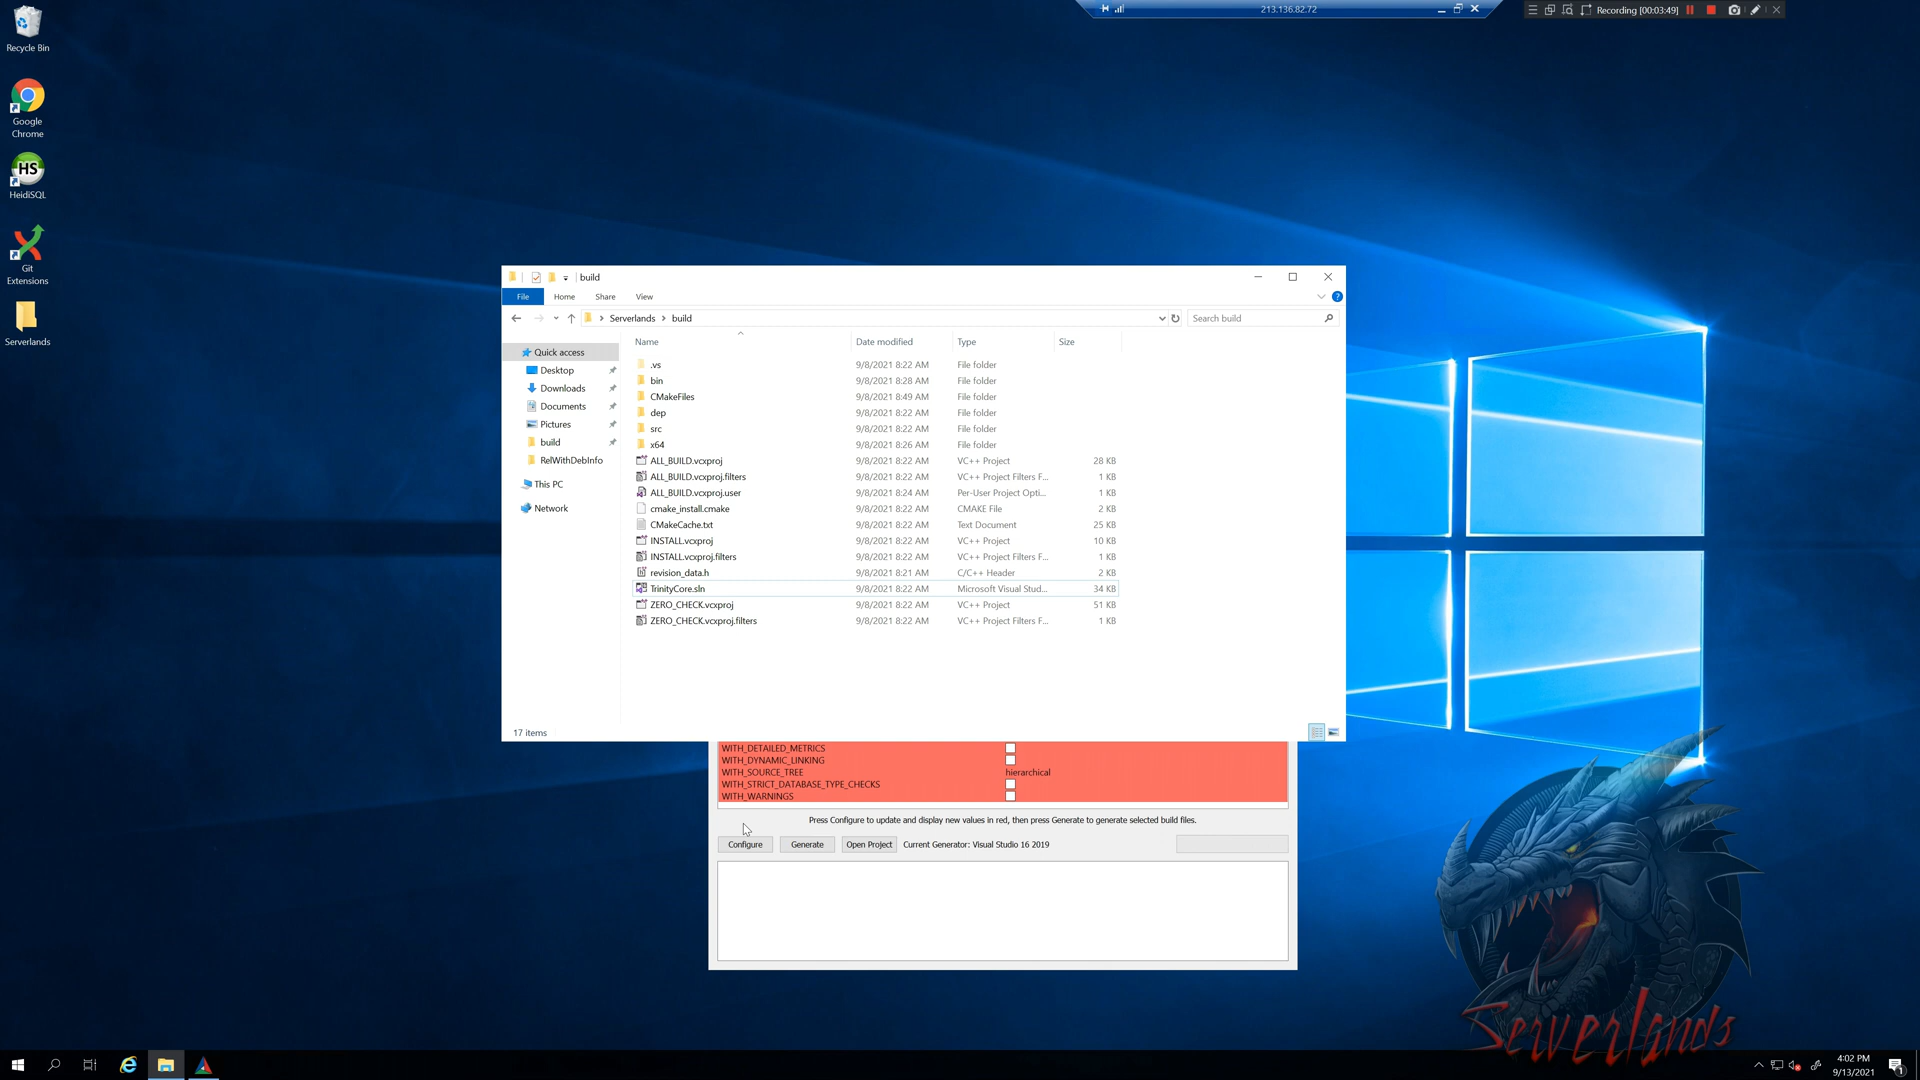 213.136.82.72
Recording [00:03:49]
Recycle Bin
Google
Chrome
HS
HeidiSQL
Git
Extensions
Serverlands
build
File Home Share View
Serverlands build
Search build
Name Date modified Type Size
Quick access
Desktop
Downloads
Documents
Pictures
build
RelWithDebInfo
This PC
Network
.vs 9/8/2021 8:22 AM File folder
bin 9/8/2021 8:28 AM File folder
CMakeFiles 9/8/2021 8:49 AM File folder
dep 9/8/2021 8:22 AM File folder
src 9/8/2021 8:22 AM File folder
x64 9/8/2021 8:26 AM File folder
ALL_BUILD.vcxproj 9/8/2021 8:22 AM VC++ Project 28 KB
ALL_BUILD.vcxproj.filters 9/8/2021 8:22 AM VC++ Project Filters F... 1 KB
ALL_BUILD.vcxproj.user 9/8/2021 8:24 AM Per-User Project Opti... 1 KB
cmake_install.cmake 9/8/2021 8:22 AM CMAKE File 2 KB
CMakeCache.txt 9/8/2021 8:22 AM Text Document 25 KB
INSTALL.vcxproj 9/8/2021 8:22 AM VC++ Project 10 KB
INSTALL.vcxproj.filters 9/8/2021 8:22 AM VC++ Project Filters F... 1 KB
revision_data.h 9/8/2021 8:21 AM C/C++ Header 2 KB
TrinityCore.sln 9/8/2021 8:22 AM Microsoft Visual Stud... 34 KB
ZERO_CHECK.vcxproj 9/8/2021 8:22 AM VC++ Project 51 KB
ZERO_CHECK.vcxproj.filters 9/8/2021 8:22 AM VC++ Project Filters F... 1 KB
17 items
WITH_DETAILED_METRICS
WITH_DYNAMIC_LINKING
WITH_SOURCE_TREE hierarchical
WITH_STRICT_DATABASE_TYPE_CHECKS
WITH_WARNINGS
Press Configure to update and display new values in red, then press Generate to generate selected build files.
Configure Generate Open Project Current Generator: Visual Studio 16 2019
Serverlands
4:02 PM
9/13/2021
1